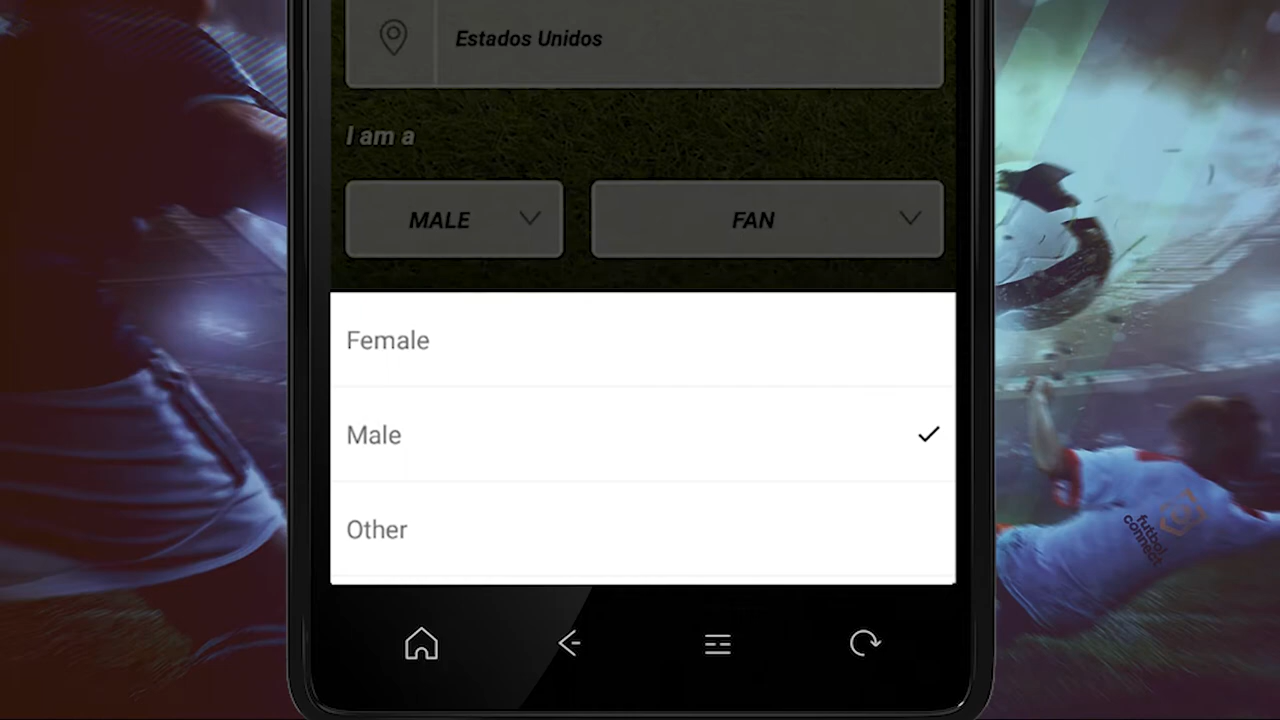 Estados Unidos
I am a
MALE
FAN
Female
Male
Other
futbol
connect